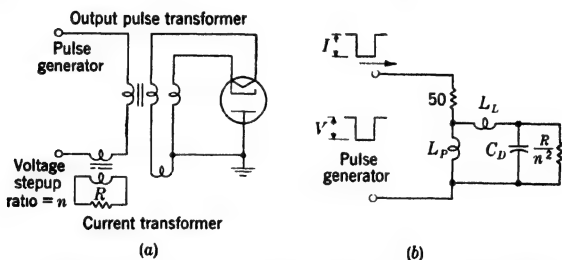 Output pulse transformer
Pulse
generator
Voltage
stepup
ratio = n
R
Current transformer
(a)
I
50
L_L
V
L_P
C_D
R/n²
Pulse
generator
(b)